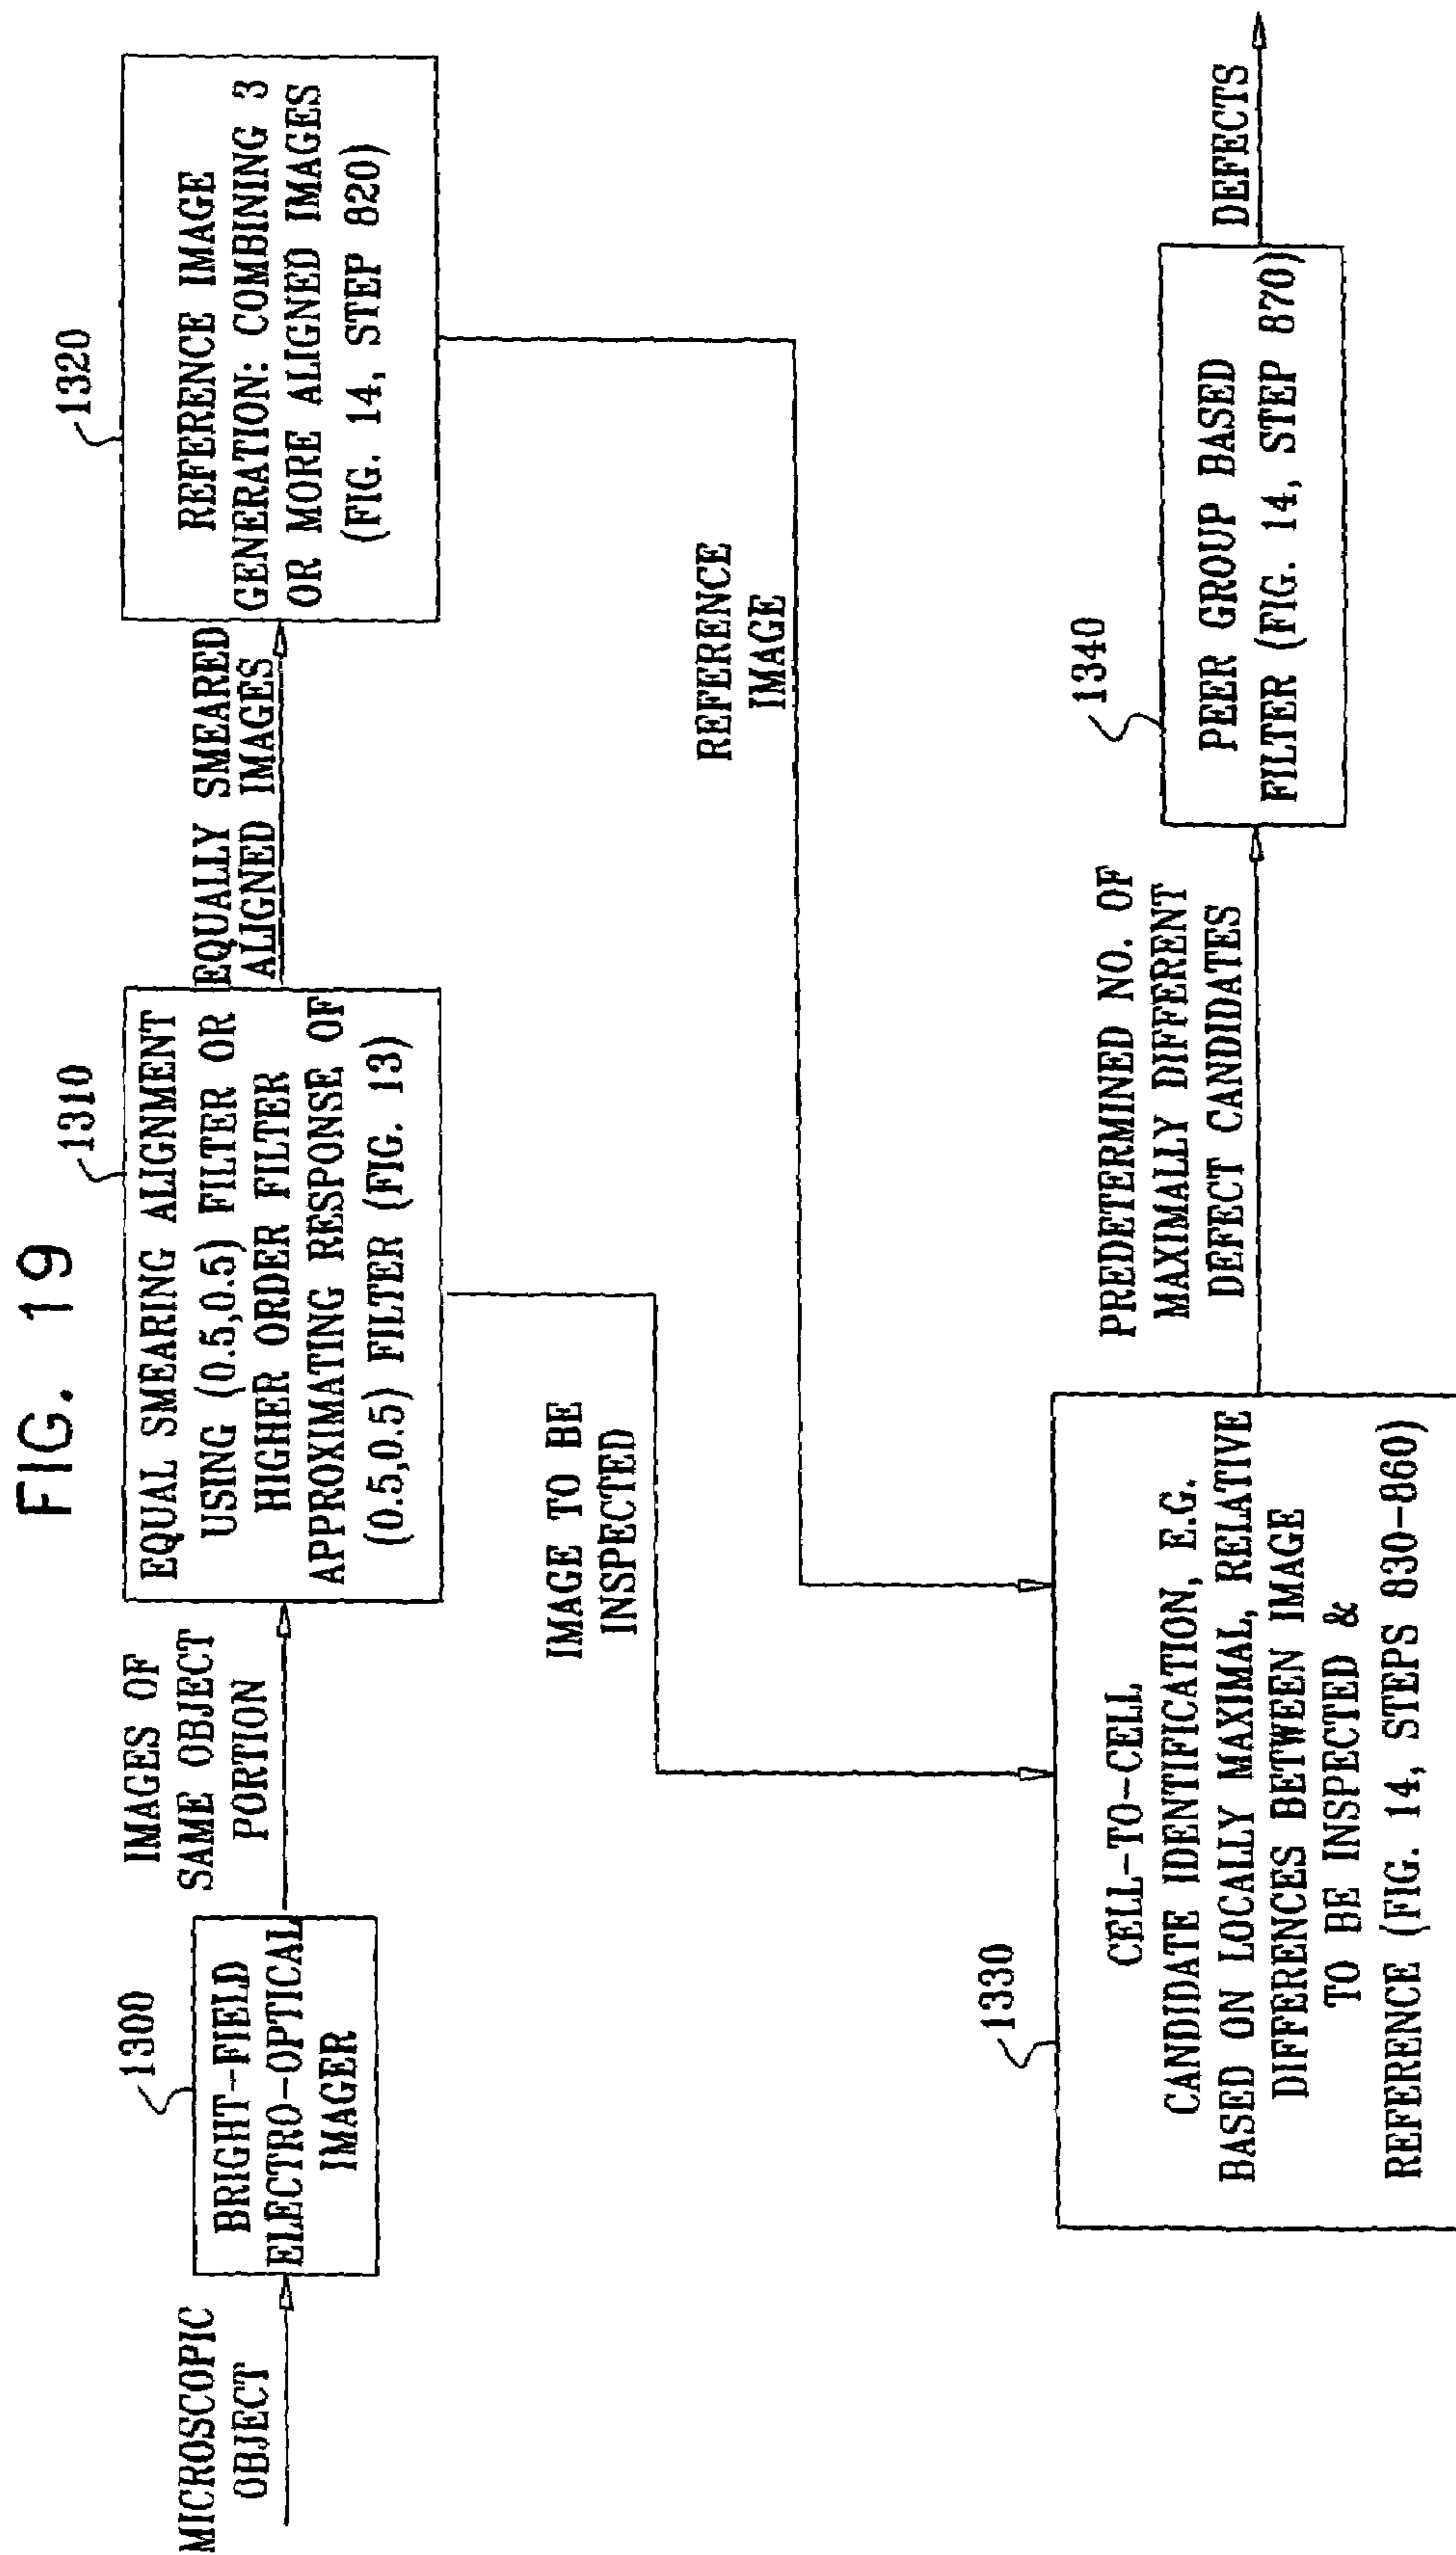 FIG. 19
MICROSCOPIC
OBJECT
1300
BRIGHT-FIELD
ELECTRO-OPTICAL
IMAGER
IMAGES OF
SAME OBJECT
PORTION
1310
EQUAL SMEARING ALIGNMENT
USING (0.5,0.5) FILTER OR
HIGHER ORDER FILTER
APPROXIMATING RESPONSE OF
(0.5,0.5) FILTER (FIG. 13)
EQUALLY SMEARED
ALIGNED IMAGES
1320
REFERENCE IMAGE
GENERATION: COMBINING 3
OR MORE ALIGNED IMAGES
(FIG. 14, STEP 820)
IMAGE TO BE
INSPECTED
REFERENCE
IMAGE
1330
CELL-TO-CELL
CANDIDATE IDENTIFICATION, E.G.
BASED ON LOCALLY MAXIMAL, RELATIVE
DIFFERENCES BETWEEN IMAGE
TO BE INSPECTED &
REFERENCE (FIG. 14, STEPS 830-860)
PREDETERMINED NO. OF
MAXIMALLY DIFFERENT
DEFECT CANDIDATES
1340
PEER GROUP BASED
FILTER (FIG. 14, STEP 870)
DEFECTS